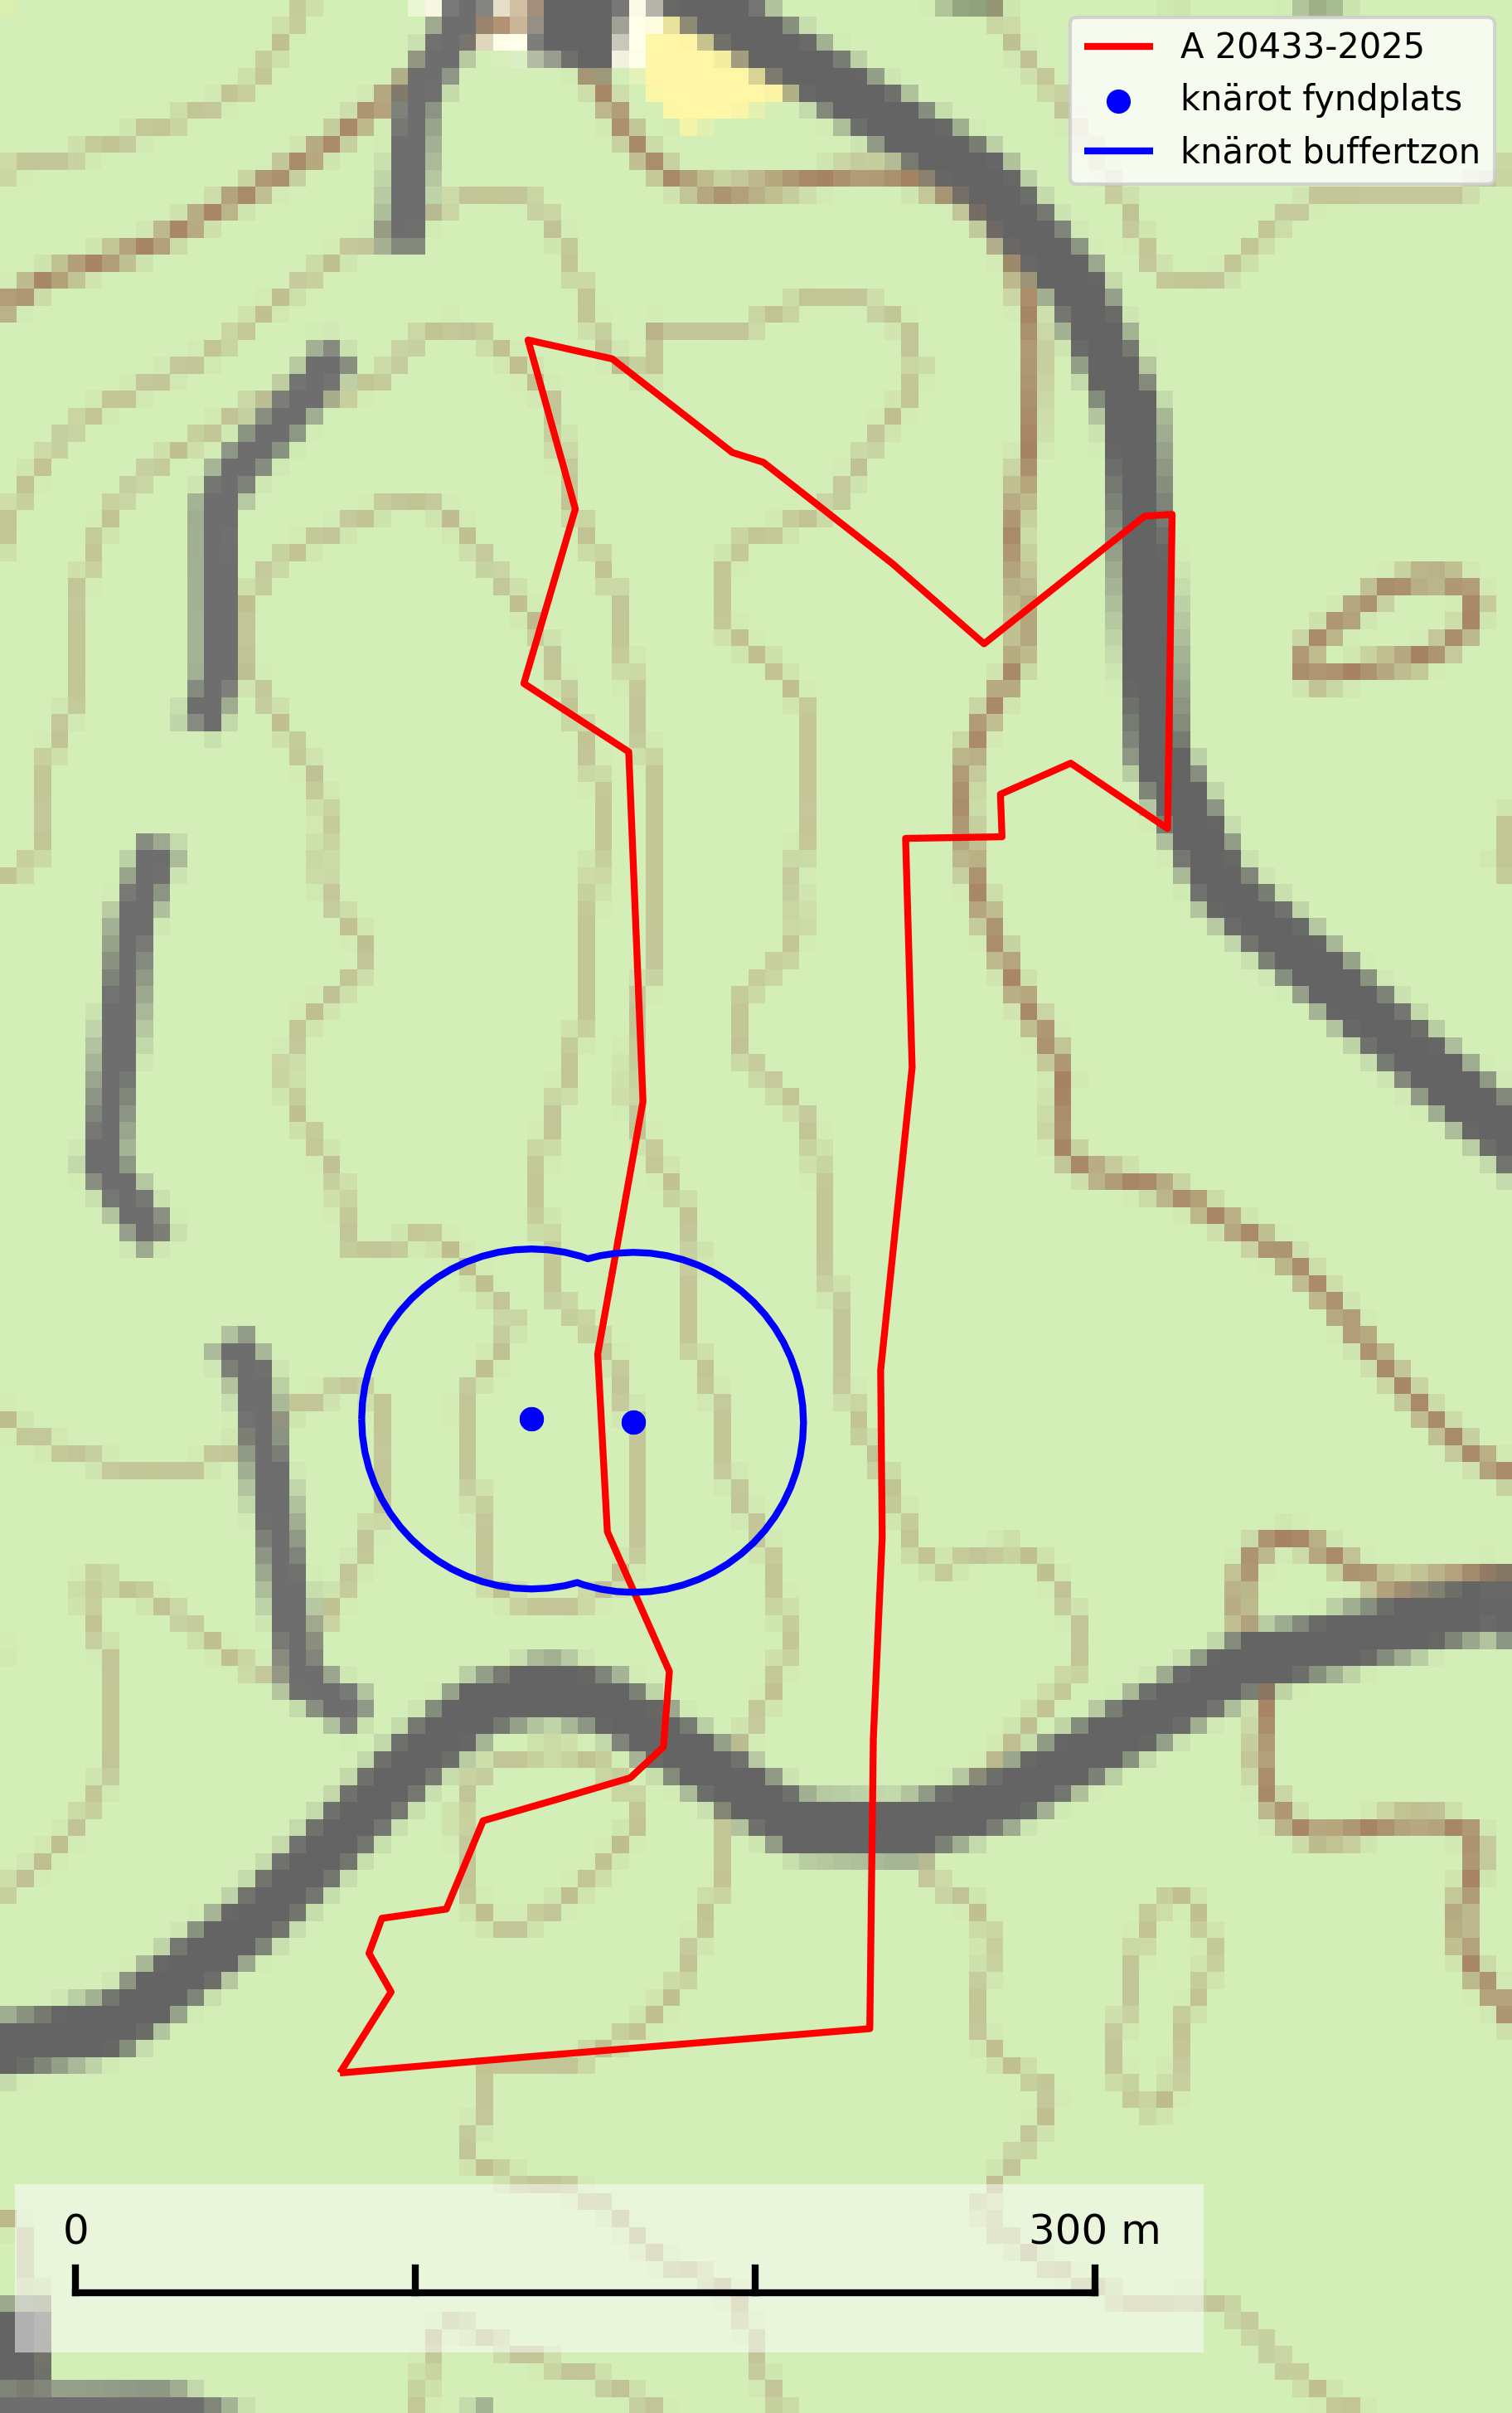 A 20433-2025
knärot fyndplats
knärot buffertzon
0 300 m